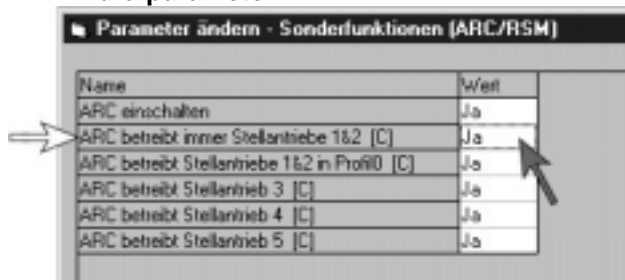 Parameter ändern - Sonderfunktionen (ARC/RSM)
Name Wert
ARC einschalten Ja
ARC betreibt immer Stellantriebe 1&2 [C] Ja
ARC betreibt Stellantriebe 1&2 in Profil0 [C] Ja
ARC betreibt Stellantrieb 3 [C] Ja
ARC betreibt Stellantrieb 4 [C] Ja
ARC betreibt Stellantrieb 5 [C] Ja